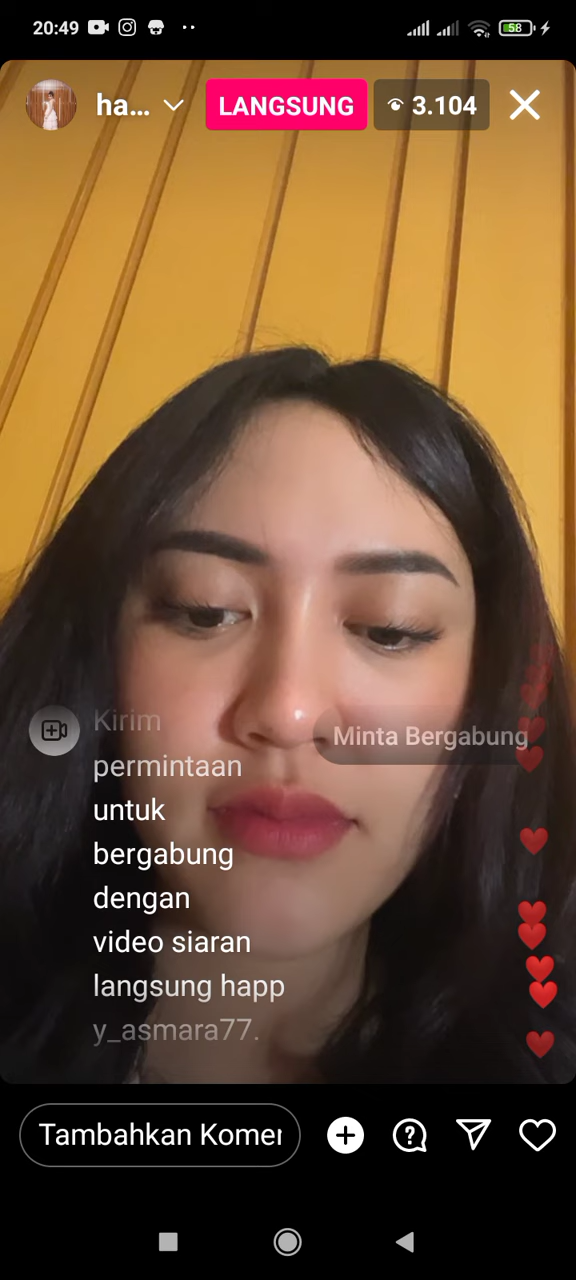 20:49
58
ha...
LANGSUNG
3.104
Kirim
permintaan
untuk
bergabung
dengan
video siaran
langsung happ
y_asmara77.
Minta Bergabung
Tambahkan Komen